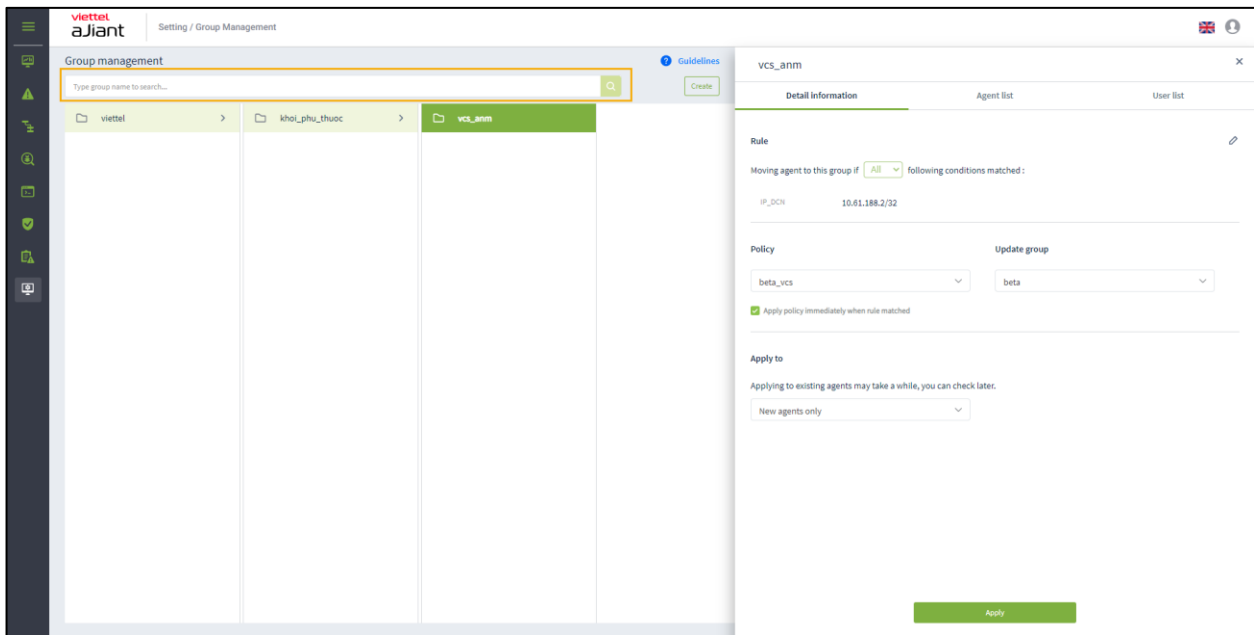 viettel
aJiant
Setting / Group Management
Group management
Guidelines
Type group name to search...
Create
viettel
khoi_phu_thuoc
vcs_anm
vcs_anm
Detail information
Agent list
User list
Rule
Moving agent to this group if All following conditions matched :
IP_DCN 10.61.188.2/32
Policy
Update group
beta_vcs
beta
Apply policy immediately when rule matched
Apply to
Applying to existing agents may take a while, you can check later.
New agents only
Apply